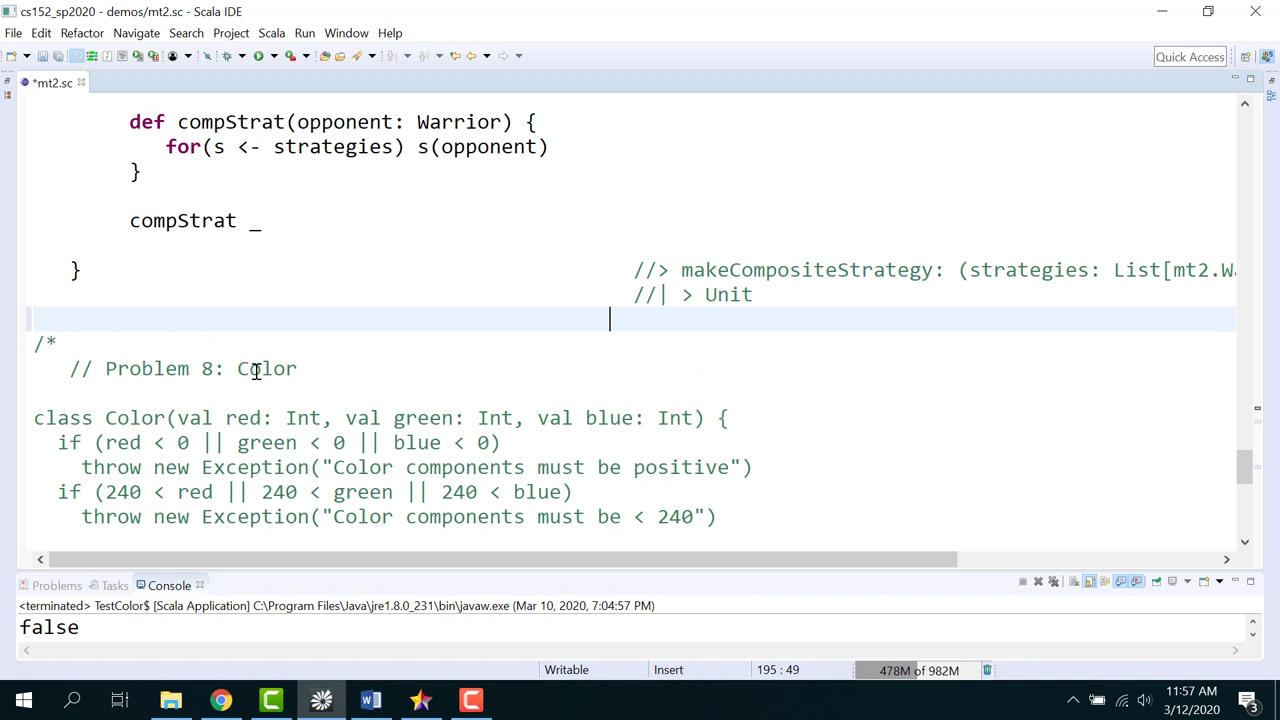 cs152_sp2020 - demos/mt2.sc - Scala IDE
File Edit Refactor Navigate Search Project Scala Run Window Help
Quick Access
*mt2.sc
def compStrat(opponent: Warrior) {
for(s <- strategies) s(opponent)
}
compStrat _
} //> makeCompositeStrategy: (strategies: List[mt2.Wa
//| > Unit
/*
// Problem 8: Color
class Color(val red: Int, val green: Int, val blue: Int) {
if (red < 0 || green < 0 || blue < 0)
throw new Exception("Color components must be positive")
if (240 < red || 240 < green || 240 < blue)
throw new Exception("Color components must be < 240")
Problems Tasks Console
<terminated> TestColor$ [Scala Application] C:\Program Files\Java\jre1.8.0_231\bin\javaw.exe (Mar 10, 2020, 7:04:57 PM)
false
Writable Insert 195 : 49 478M of 982M
11:57 AM
3/12/2020
3